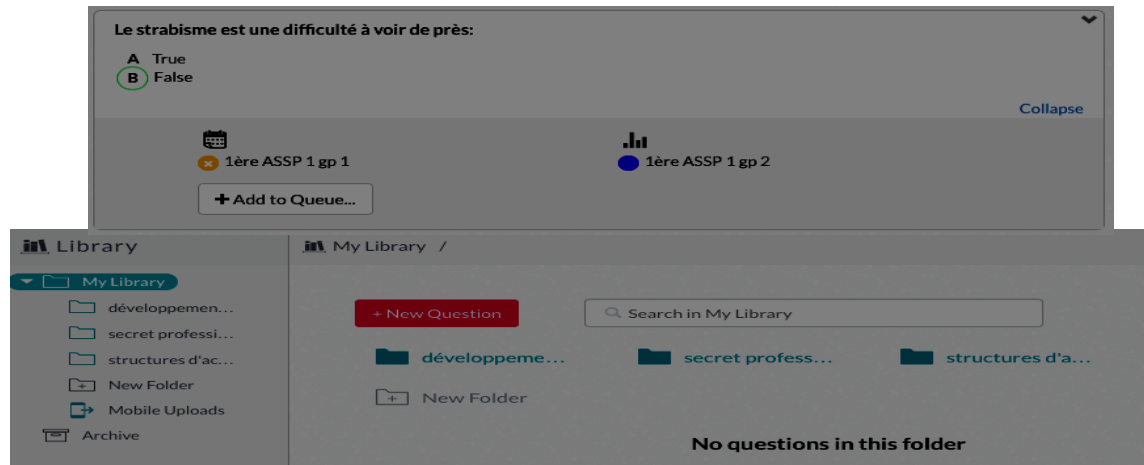 Le strabisme est une difficulté à voir de près:
A True
B False
Collapse
1ère ASSP 1 gp 1
1ère ASSP 1 gp 2
+ Add to Queue...
Library
My Library /
My Library
développemen...
secret professi...
structures d'ac...
New Folder
Mobile Uploads
Archive
+ New Question
Search in My Library
développeme...
secret profess...
structures d'a...
New Folder
No questions in this folder